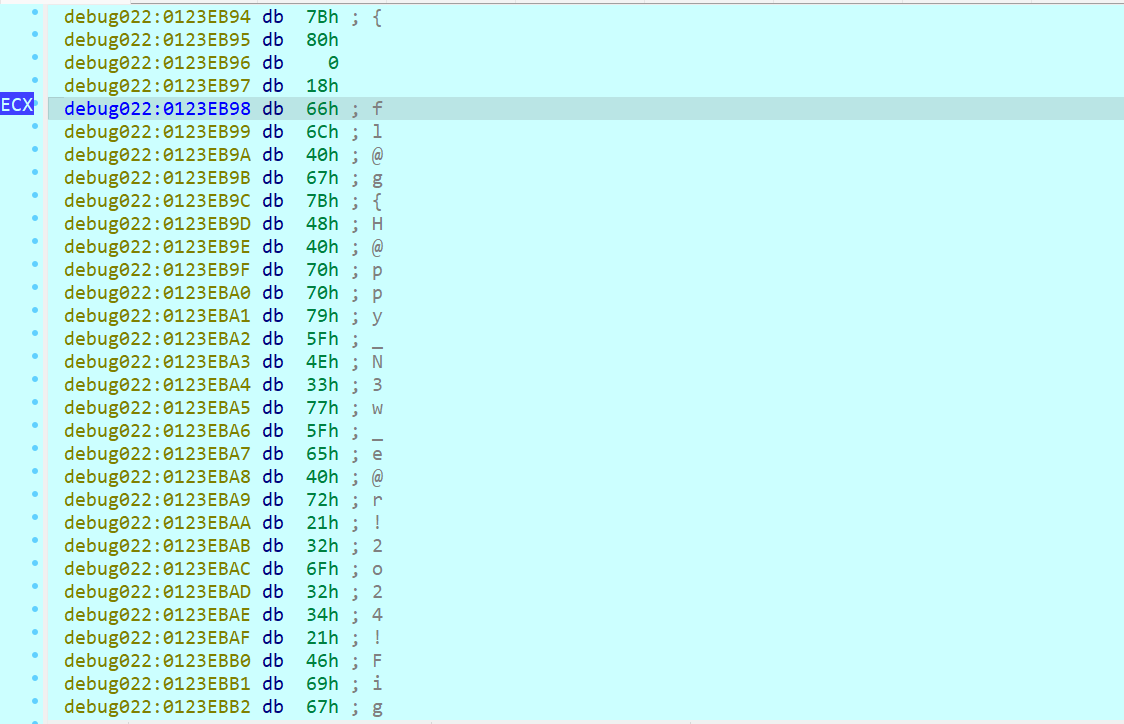 debug022:0123EB94 db 7Bh ; {
debug022:0123EB95 db 80h
debug022:0123EB96 db 0
debug022:0123EB97 db 18h
ECX debug022:0123EB98 db 66h ; f
debug022:0123EB99 db 6Ch ; l
debug022:0123EB9A db 40h ; @
debug022:0123EB9B db 67h ; g
debug022:0123EB9C db 7Bh ; {
debug022:0123EB9D db 48h ; H
debug022:0123EB9E db 40h ; @
debug022:0123EB9F db 70h ; p
debug022:0123EBA0 db 70h ; p
debug022:0123EBA1 db 79h ; y
debug022:0123EBA2 db 5Fh ; _
debug022:0123EBA3 db 4Eh ; N
debug022:0123EBA4 db 33h ; 3
debug022:0123EBA5 db 77h ; w
debug022:0123EBA6 db 5Fh ; _
debug022:0123EBA7 db 65h ; e
debug022:0123EBA8 db 40h ; @
debug022:0123EBA9 db 72h ; r
debug022:0123EBAA db 21h ; !
debug022:0123EBAB db 32h ; 2
debug022:0123EBAC db 6Fh ; o
debug022:0123EBAD db 32h ; 2
debug022:0123EBAE db 34h ; 4
debug022:0123EBAF db 21h ; !
debug022:0123EBB0 db 46h ; F
debug022:0123EBB1 db 69h ; i
debug022:0123EBB2 db 67h ; g